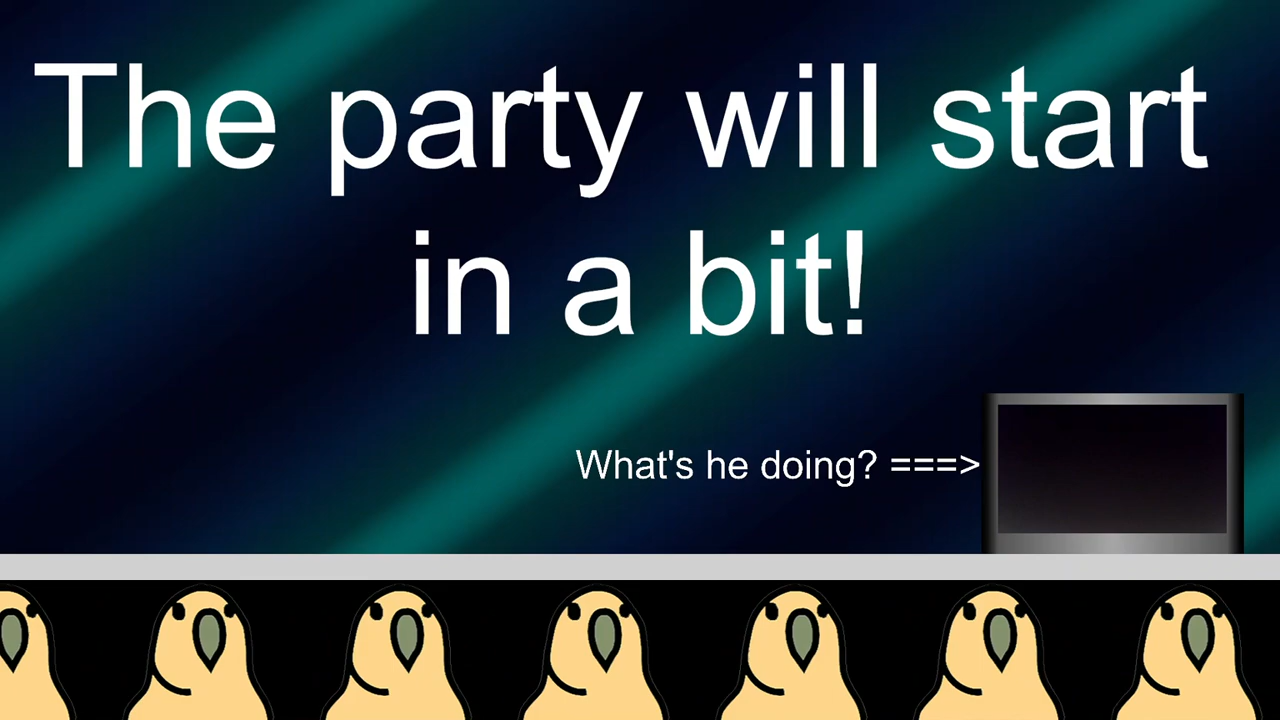 The party will start
in a bit!
What's he doing? ===>